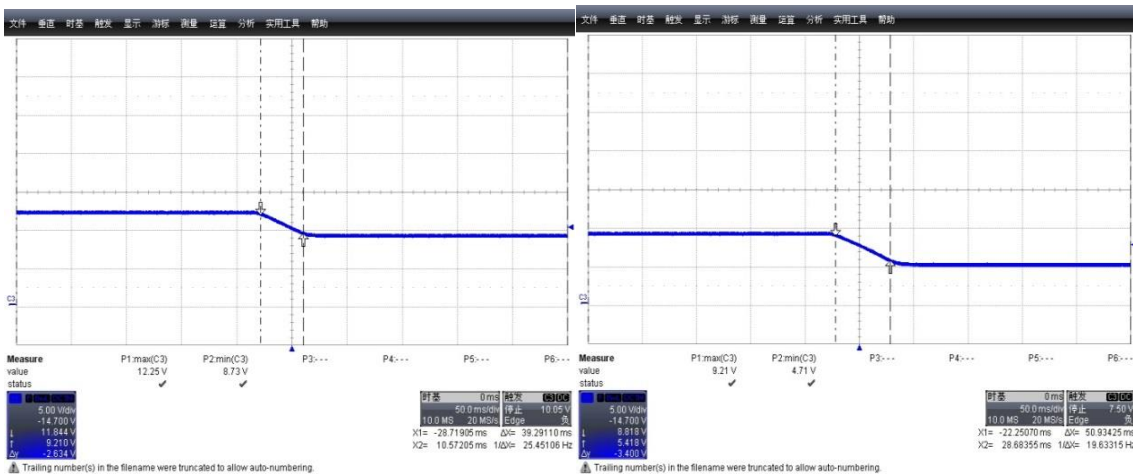 文件 垂直 时基 触发 显示 游标 测量 运算 分析 实用工具 帮助
C3
Measure P1:max(C3) P2:min(C3) P3:--- P4:--- P5:--- P6:---
value 12.25 V 8.73 V
status ✓ ✓
5.00 V/div
-14.700 V
↓ 11.844 V
↑ 9.210 V
Δy -2.634 V
时基 0 ms
50.0 ms/div
10.0 MS 20 MS/s
触发 C3 DC
停止 10.05 V
Edge 负
X1= -28.71905 ms ΔX= 39.29110 ms
X2= 10.57205 ms 1/ΔX= 25.45106 Hz
Trailing number(s) in the filename were truncated to allow auto-numbering.
文件 垂直 时基 触发 显示 游标 测量 运算 分析 实用工具 帮助
C3
Measure P1:max(C3) P2:min(C3) P3:--- P4:--- P5:--- P6:---
value 9.21 V 4.71 V
status ✓ ✓
5.00 V/div
-14.700 V
↓ 8.818 V
↑ 5.418 V
Δy -3.400 V
时基 0 ms
50.0 ms/div
10.0 MS 20 MS/s
触发 C3 DC
停止 7.50 V
Edge 负
X1= -22.25070 ms ΔX= 50.93425 ms
X2= 28.68355 ms 1/ΔX= 19.63315 Hz
Trailing number(s) in the filename were truncated to allow auto-numbering.